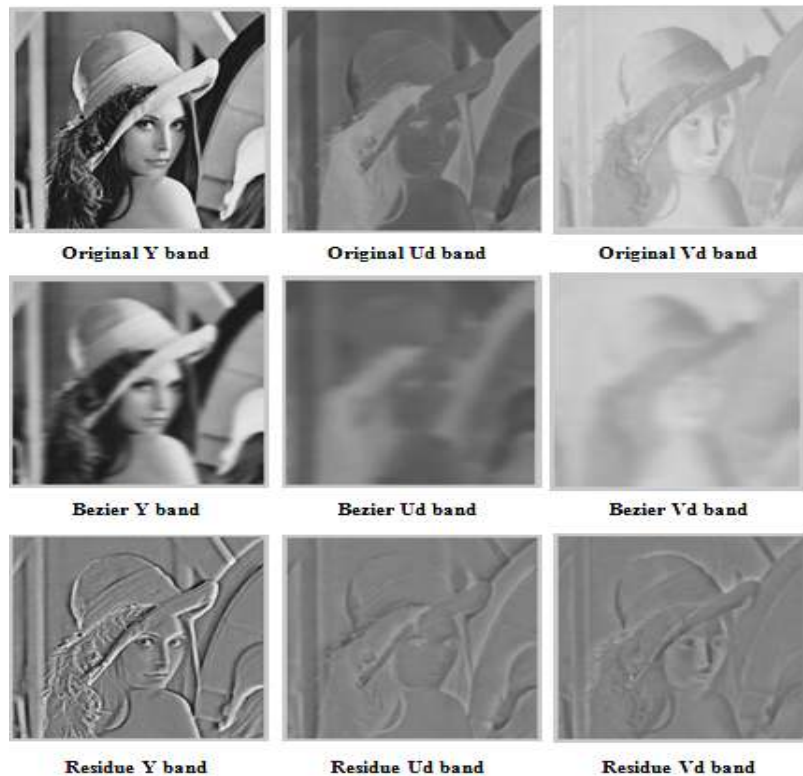 Original Y band
Original Ud band
Original Vd band
Bezier Y band
Bezier Ud band
Bezier Vd band
Residue Y band
Residue Ud band
Residue Vd band